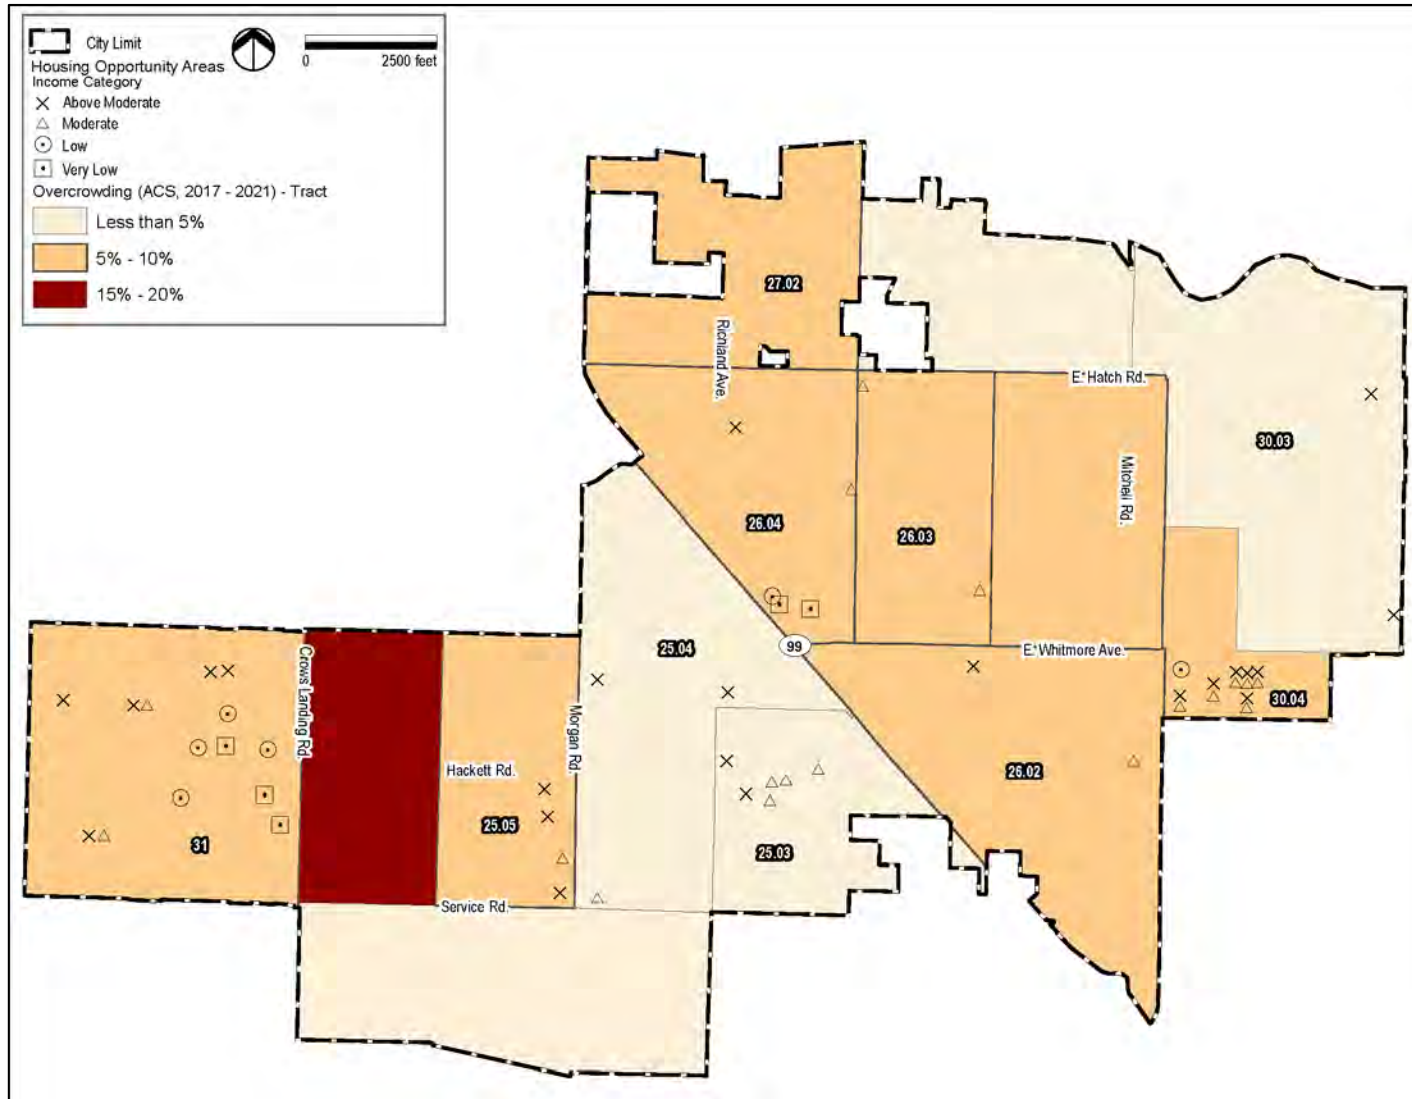 City Limit
0 2500 feet
Housing Opportunity Areas
Income Category
Above Moderate
Moderate
Low
Very Low
Overcrowding (ACS, 2017 - 2021) - Tract
Less than 5%
5% - 10%
15% - 20%
27.02
Richland Ave.
E. Hatch Rd.
30.03
Mitchell Rd.
26.04
26.03
25.04
99
E. Whitmore Ave.
Crows Landing Rd.
30.04
Morgan Rd.
Hackett Rd.
26.02
25.05
31
25.03
Service Rd.